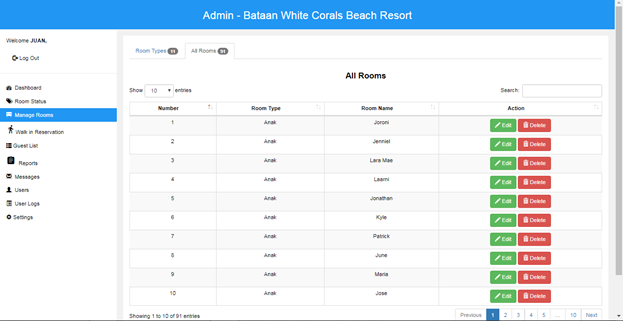 Admin - Bataan White Corals Beach Resort
Welcome JUAN,
Log Out
Dashboard
Room Status
Manage Rooms
Walk in Reservation
Guest List
Reports
Messages
Users
User Logs
Settings
Room Types All Rooms
All Rooms
Show 10 entries Search:
Number Room Type Room Name Action
1 Anak Joroni Edit Delete
2 Anak Jenniel Edit Delete
3 Anak Lara Mae Edit Delete
4 Anak Learni Edit Delete
5 Anak Jonathan Edit Delete
6 Anak Kyle Edit Delete
7 Anak Patrick Edit Delete
8 Anak June Edit Delete
9 Anak Maria Edit Delete
10 Anak Jose Edit Delete
Showing 1 to 10 of 91 entries Previous 1 2 3 4 5 ... 10 Next